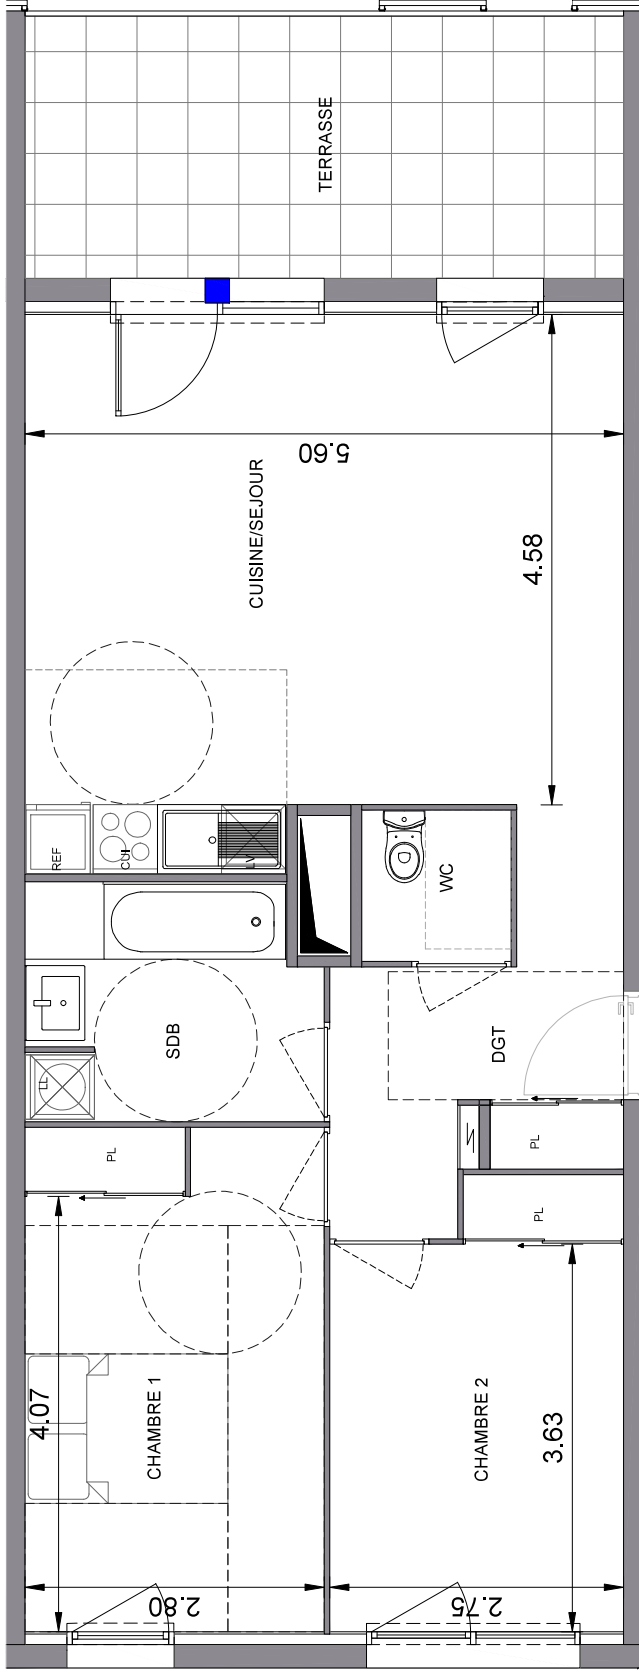 TERRASSE
5.60
CUISINE/SEJOUR
4.58
REF
CUI
LV
WC
SDB
LL
DGT
PL
PL
PL
4.07
CHAMBRE 1
CHAMBRE 2
3.63
2.80
2.75